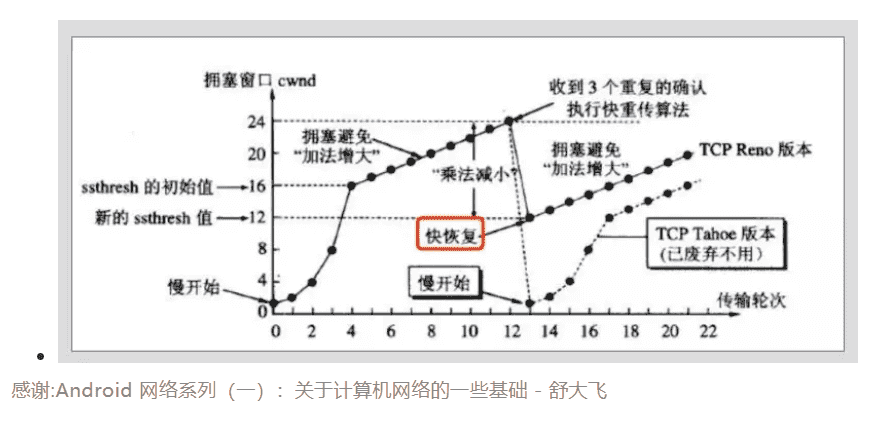 拥塞窗口 cwnd
收到 3 个重复的确认
执行快重传算法
24
拥塞避免
“加法增大”
拥塞避免
“加法增大”
TCP Reno 版本
20
“乘法减小”
ssthresh 的初始值
16
新的 ssthresh 值
12
快恢复
TCP Tahoe 版本
(已废弃不用)
8
慢开始
4
慢开始
传输轮次
0
0 2 4 6 8 10 12 14 16 18 20 22
感谢:Android 网络系列（一）：关于计算机网络的一些基础 - 舒大飞